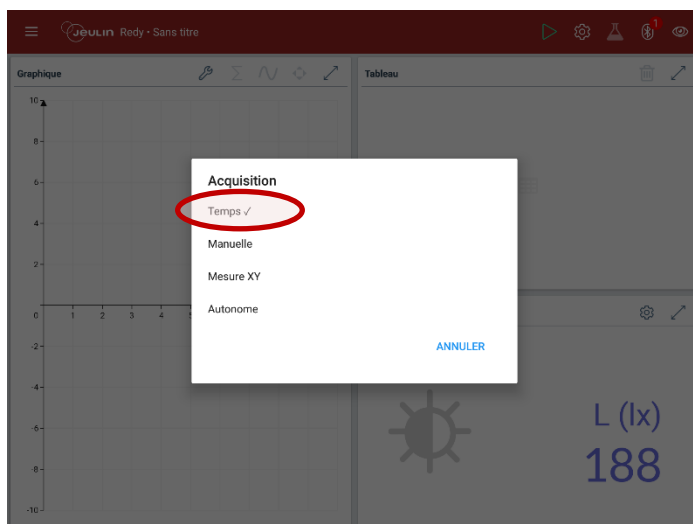 Jeulin Redy • Sans titre
1
Graphique
Tableau
10
8
6
4
2
0 1 2 3 4 5
-2
-4
-6
-8
-10
Acquisition
Temps ✓
Manuelle
Mesure XY
Autonome
ANNULER
L (lx)
188